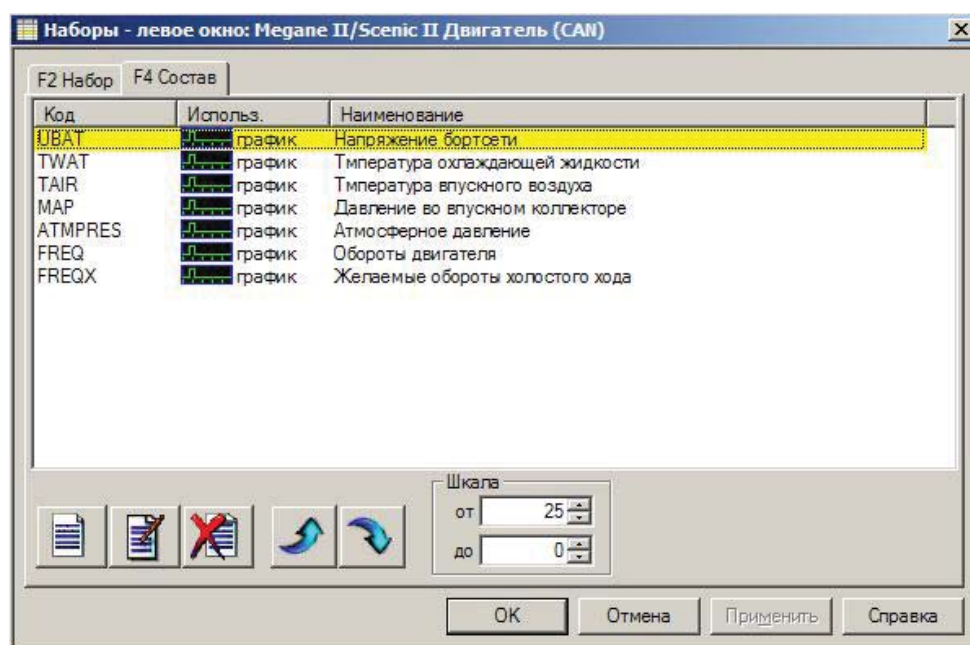 Наборы - левое окно: Megane II/Scenic II Двигатель (CAN)
F2 Набор F4 Состав
Код Использ. Наименование
UBAT график Напряжение бортсети
TWAT график Тмпература охлаждающей жидкости
TAIR график Тмпература впускного воздуха
MAP график Давление во впускном коллекторе
ATMPRES график Атмосферное давление
FREQ график Обороты двигателя
FREQX график Желаемые обороты холостого хода
Шкала
от 25
до 0
OK Отмена Применить Справка